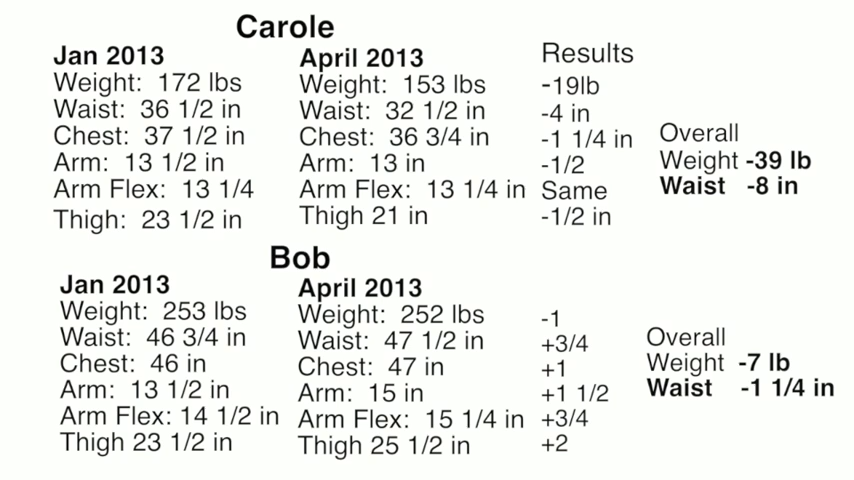 Carole
Jan 2013
Weight: 172 lbs
Waist: 36 1/2 in
Chest: 37 1/2 in
Arm: 13 1/2 in
Arm Flex: 13 1/4
Thigh: 23 1/2 in
April 2013
Weight: 153 lbs
Waist: 32 1/2 in
Chest: 36 3/4 in
Arm: 13 in
Arm Flex: 13 1/4 in
Thigh 21 in
Results
-19lb
-4 in
-1 1/4 in
-1/2
Same
-1/2 in
Overall
Weight -39 lb
Waist -8 in
Bob
Jan 2013
Weight: 253 lbs
Waist: 46 3/4 in
Chest: 46 in
Arm: 13 1/2 in
Arm Flex: 14 1/2 in
Thigh 23 1/2 in
April 2013
Weight: 252 lbs
Waist: 47 1/2 in
Chest: 47 in
Arm: 15 in
Arm Flex: 15 1/4 in
Thigh 25 1/2 in
-1
+3/4
+1
+1 1/2
+3/4
+2
Overall
Weight -7 lb
Waist -1 1/4 in